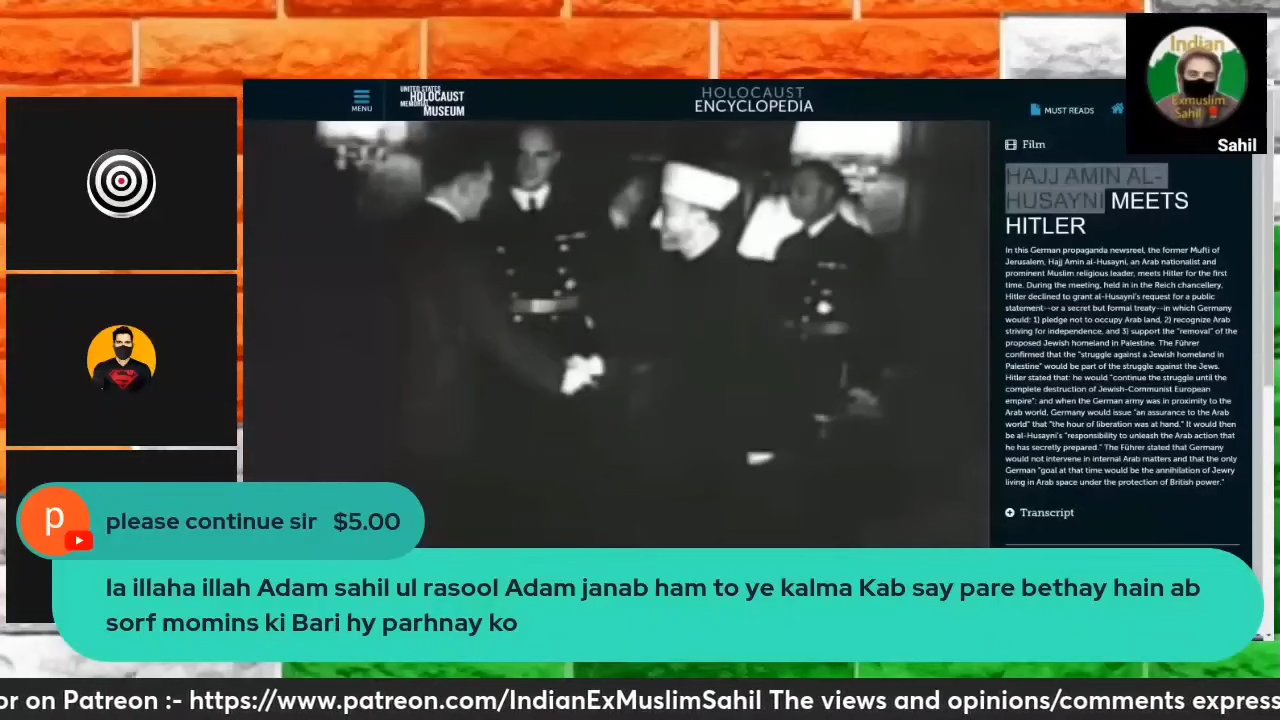 Indian
Exmuslim
Sahil
Sahil
MENU
UNITED STATES
HOLOCAUST
MEMORIAL
MUSEUM
HOLOCAUST
ENCYCLOPEDIA
MUST READS
Film
HAJJ AMIN AL-
HUSAYNI MEETS
HITLER
In this German propaganda newsreel, the former Mufti of
Jerusalem, Hajj Amin al-Husayni, an Arab nationalist and
prominent Muslim religious leader, meets Hitler for the first
time. During the meeting, held in in the Reich chancellery,
Hitler declined to grant al-Husayni's request for a public
statement--or a secret but formal treaty--in which Germany
would: 1) pledge not to occupy Arab land, 2) recognize Arab
striving for independence, and 3) support the "removal" of the
proposed Jewish homeland in Palestine. The Führer
confirmed that the "struggle against a Jewish homeland in
Palestine" would be part of the struggle against the Jews.
Hitler stated that: he would "continue the struggle until the
complete destruction of Jewish-Communist European
empire"; and when the German army was in proximity to the
Arab world, Germany would issue "an assurance to the Arab
world" that "the hour of liberation was at hand." It would then
be al-Husayni's "responsibility to unleash the Arab action that
he has secretly prepared." The Führer stated that Germany
would not intervene in internal Arab matters and that the only
German "goal at that time would be the annihilation of Jewry
living in Arab space under the protection of British power."
Transcript
p
please continue sir $5.00
la illaha illah Adam sahil ul rasool Adam janab ham to ye kalma Kab say pare bethay hain ab
sorf momins ki Bari hy parhnay ko
or on Patreon :- https://www.patreon.com/IndianExMuslimSahil The views and opinions/comments express